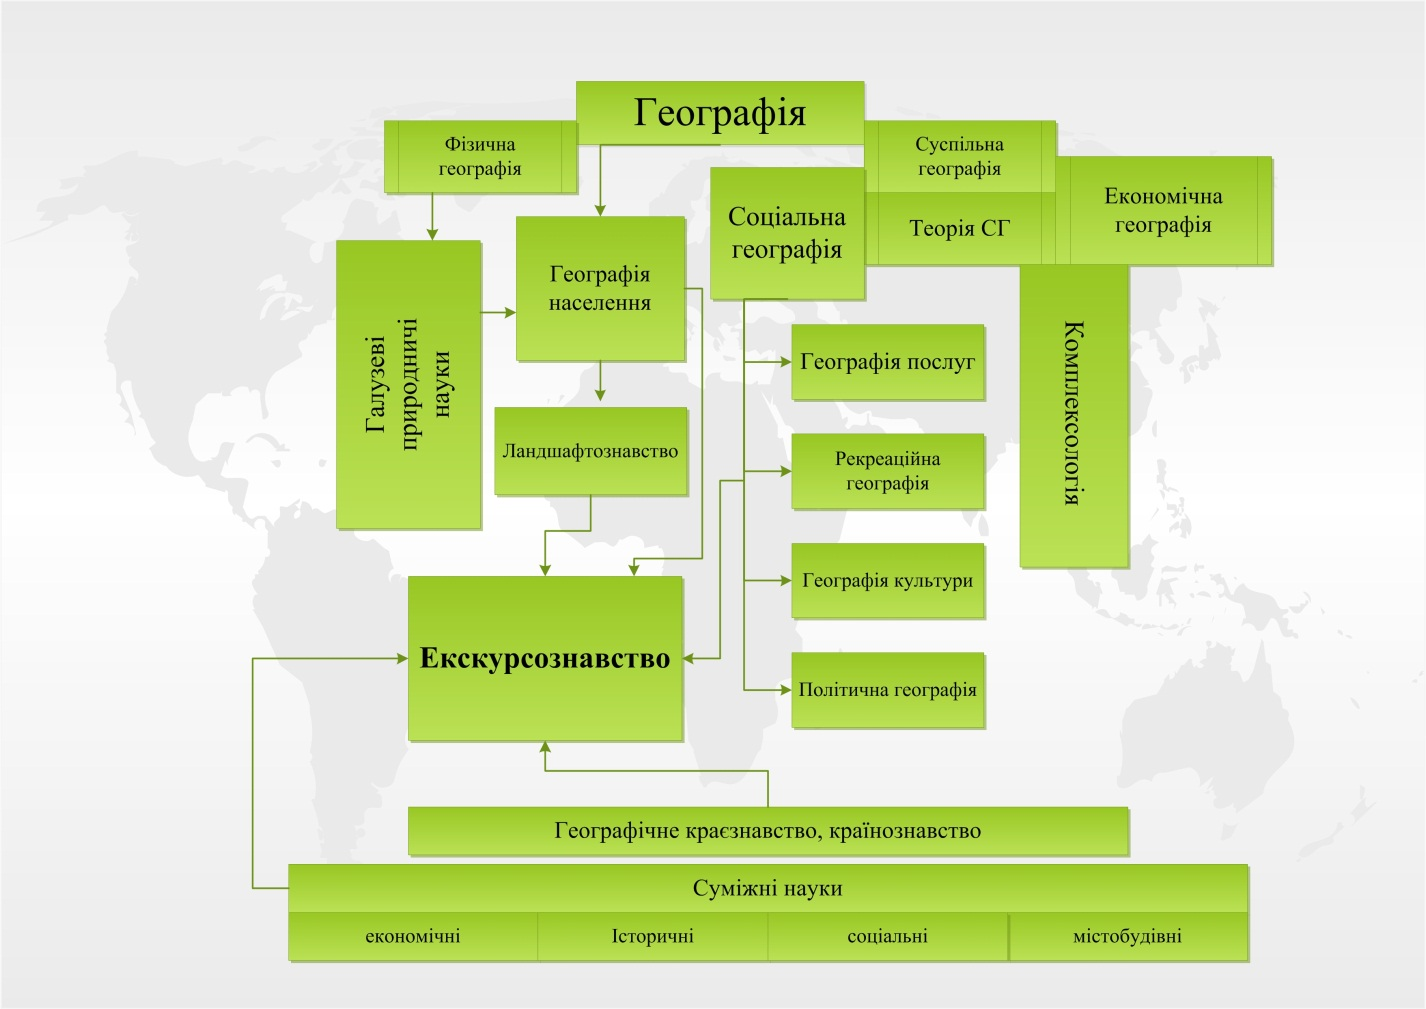 Географія
Фізична
географія
Суспільна
географія
Економічна
географія
Соціальна
географія
Теорія СГ
Географія
населення
Галузеві
природничі
науки
Комплексологія
Географія послуг
Ландшафтознавство
Рекреаційна
географія
Географія культури
Екскурсознавство
Політична географія
Географічне краєзнавство, країнознавство
Суміжні науки
економічні
Історичні
соціальні
містобудівні